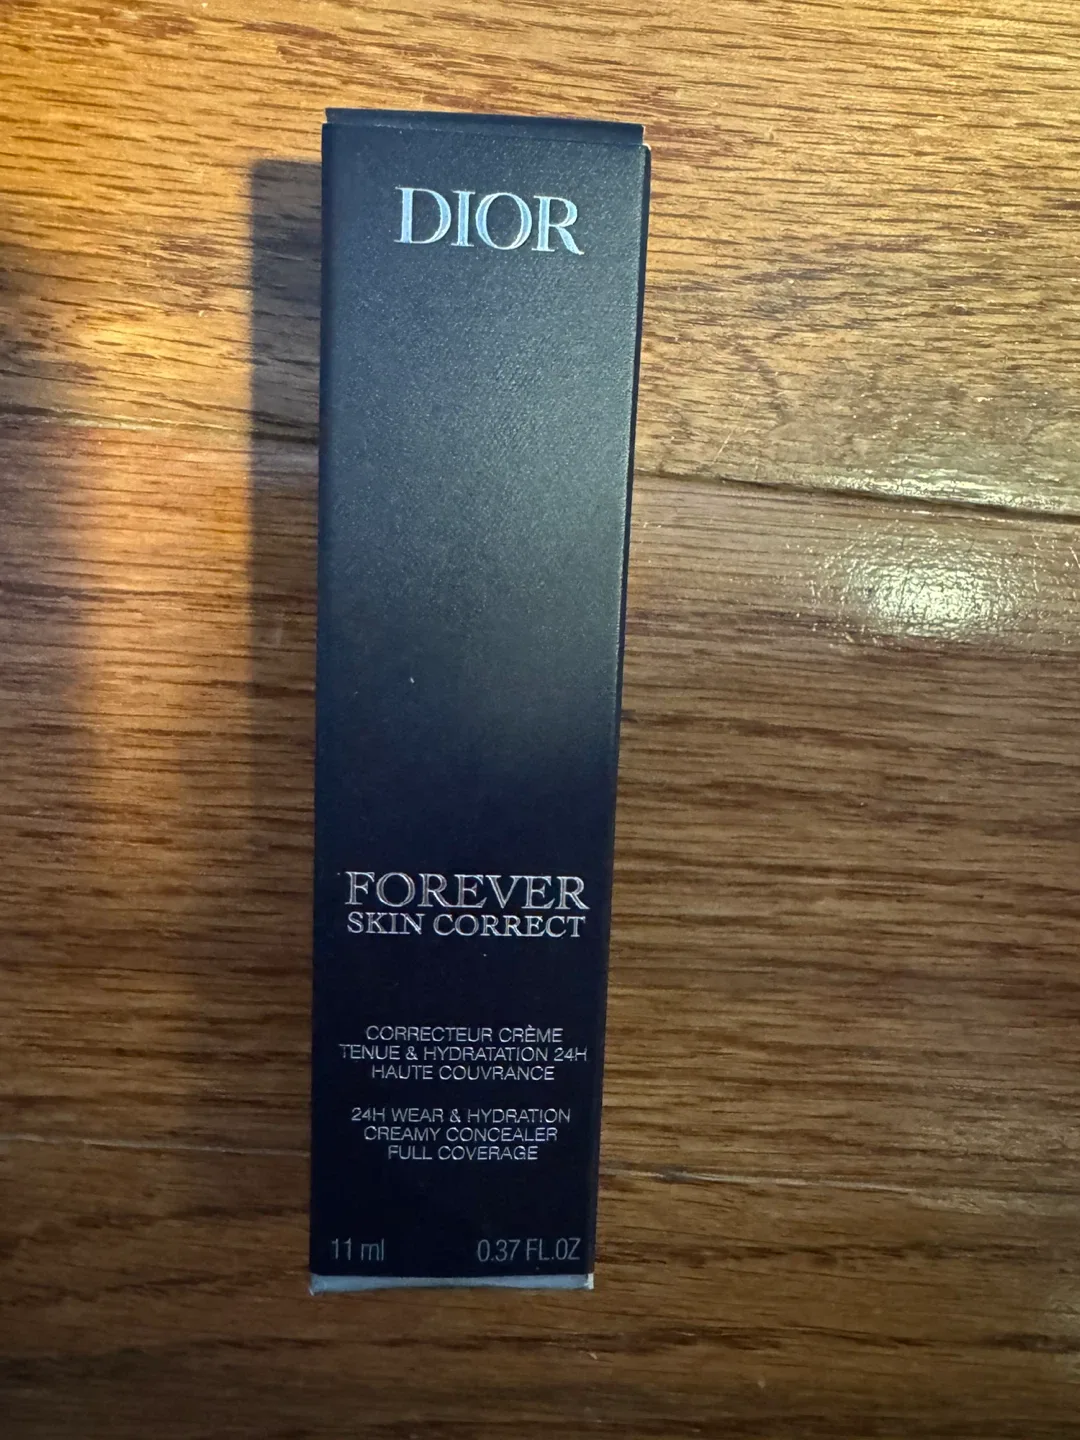 DIOR
FOREVER
SKIN CORRECT
CORRECTEUR CRÈME
TENUE & HYDRATATION 24H
HAUTE COUVRANCE
24H WEAR & HYDRATION
CREAMY CONCEALER
FULL COVERAGE
11 ml 0.37 FL.OZ